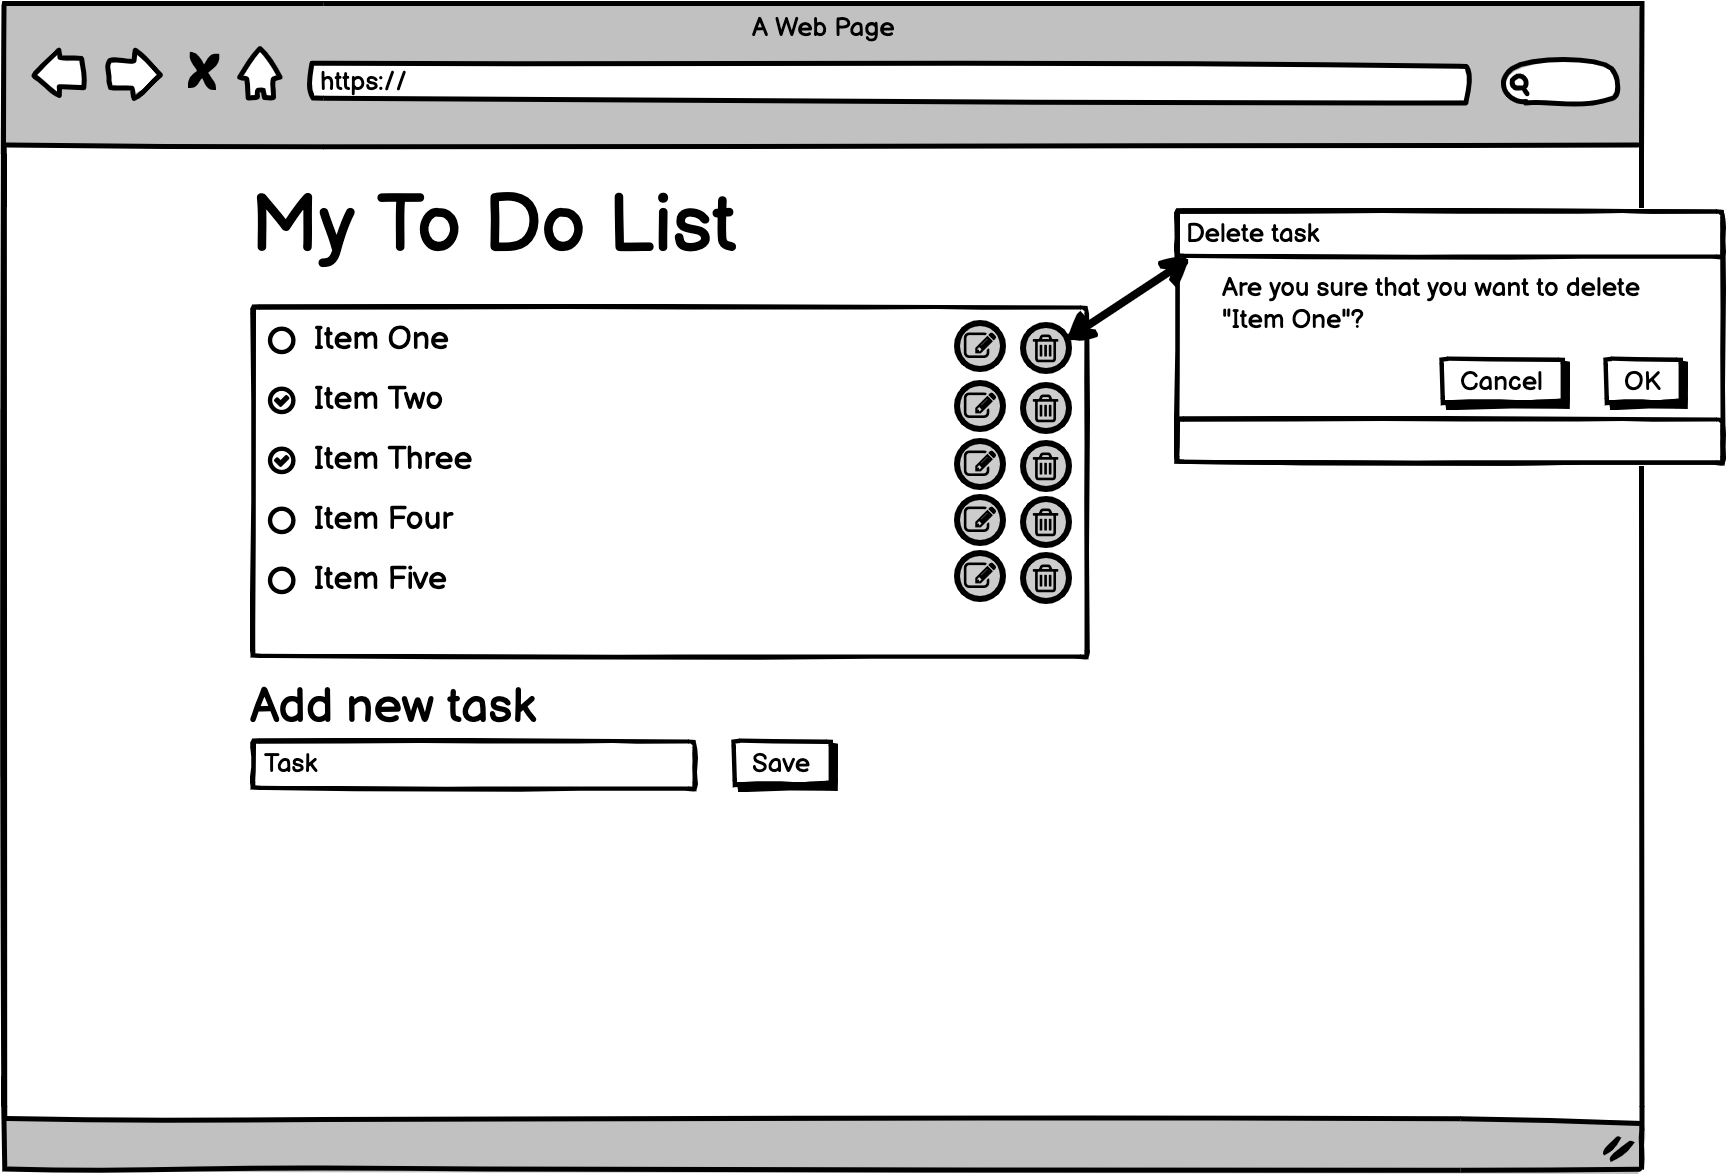 A Web Page
https://
My To Do List
Delete task
Are you sure that you want to delete
"Item One"?
Cancel
OK
Item One
Item Two
Item Three
Item Four
Item Five
Add new task
Task
Save